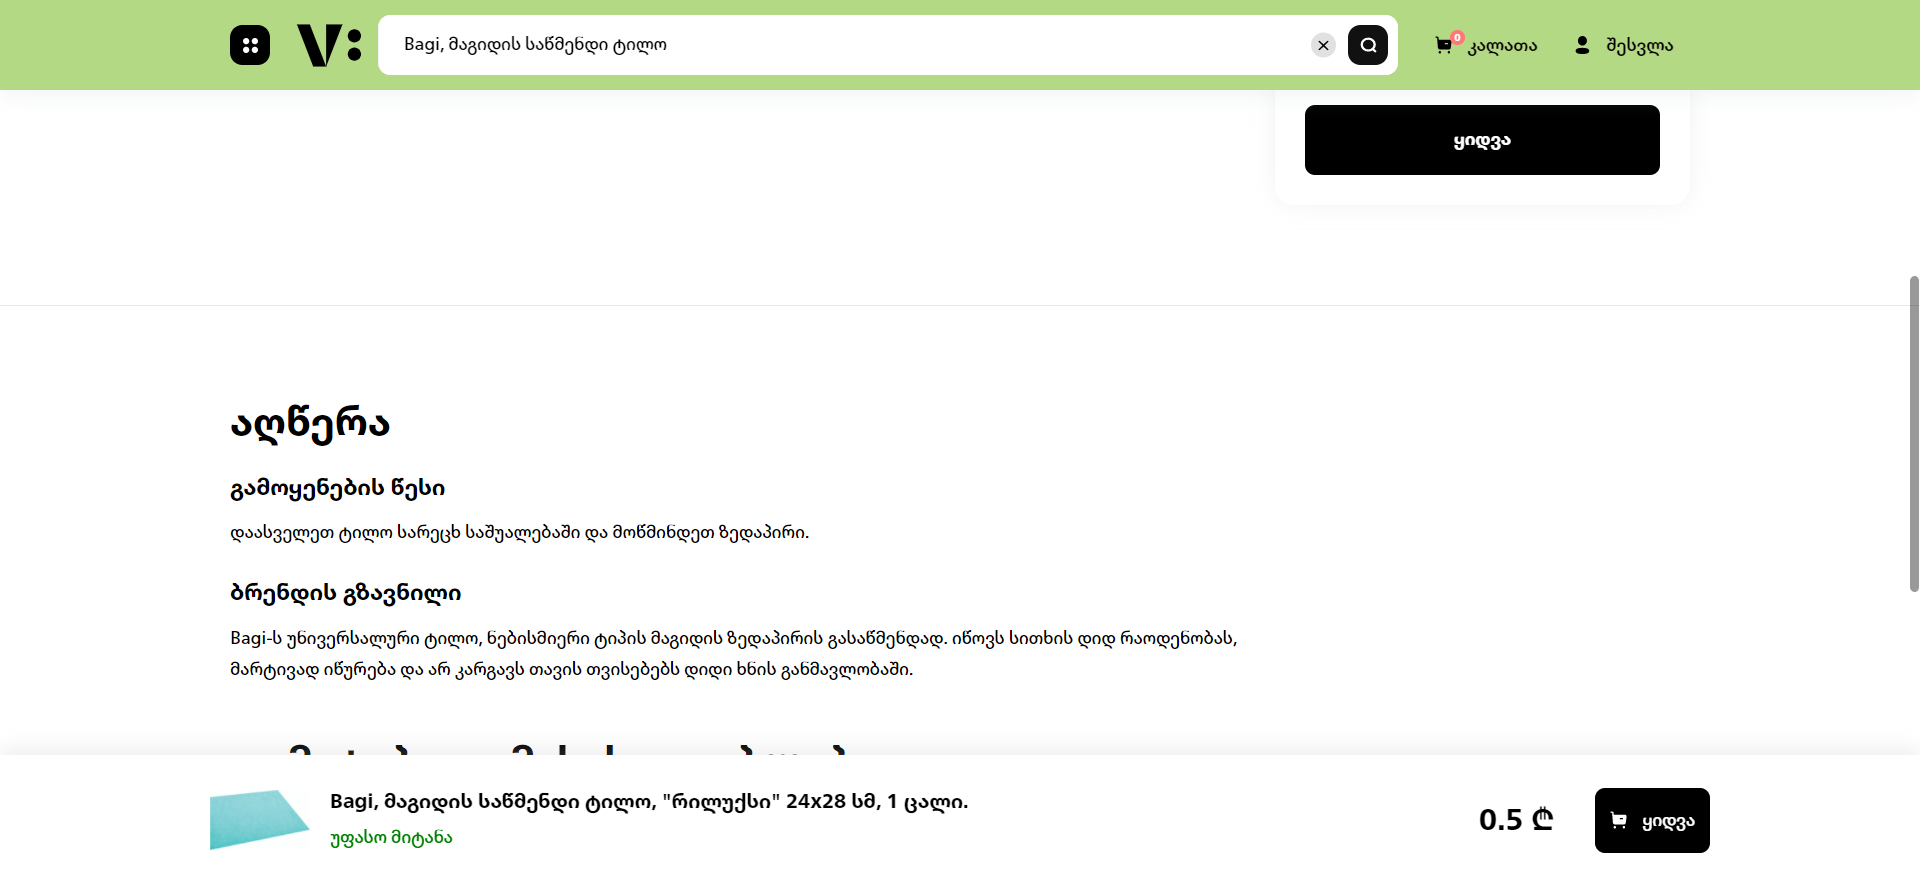 V:
Bagi, მაგიდის საწმენდი ტილო
0
კალათა
შესვლა
ყიდვა
აღწერა
გამოყენების წესი
დაასველეთ ტილო სარეცხ საშუალებაში და მოწმინდეთ ზედაპირი.
ბრენდის გზავნილი
Bagi-ს უნივერსალური ტილო, ნებისმიერი ტიპის მაგიდის ზედაპირის გასაწმენდად. იწოვს სითხის დიდ რაოდენობას,
მარტივად იწურება და არ კარგავს თავის თვისებებს დიდი ხნის განმავლობაში.
Bagi, მაგიდის საწმენდი ტილო, "რილუქსი" 24x28 სმ, 1 ცალი.
უფასო მიტანა
0.5 ₾
ყიდვა